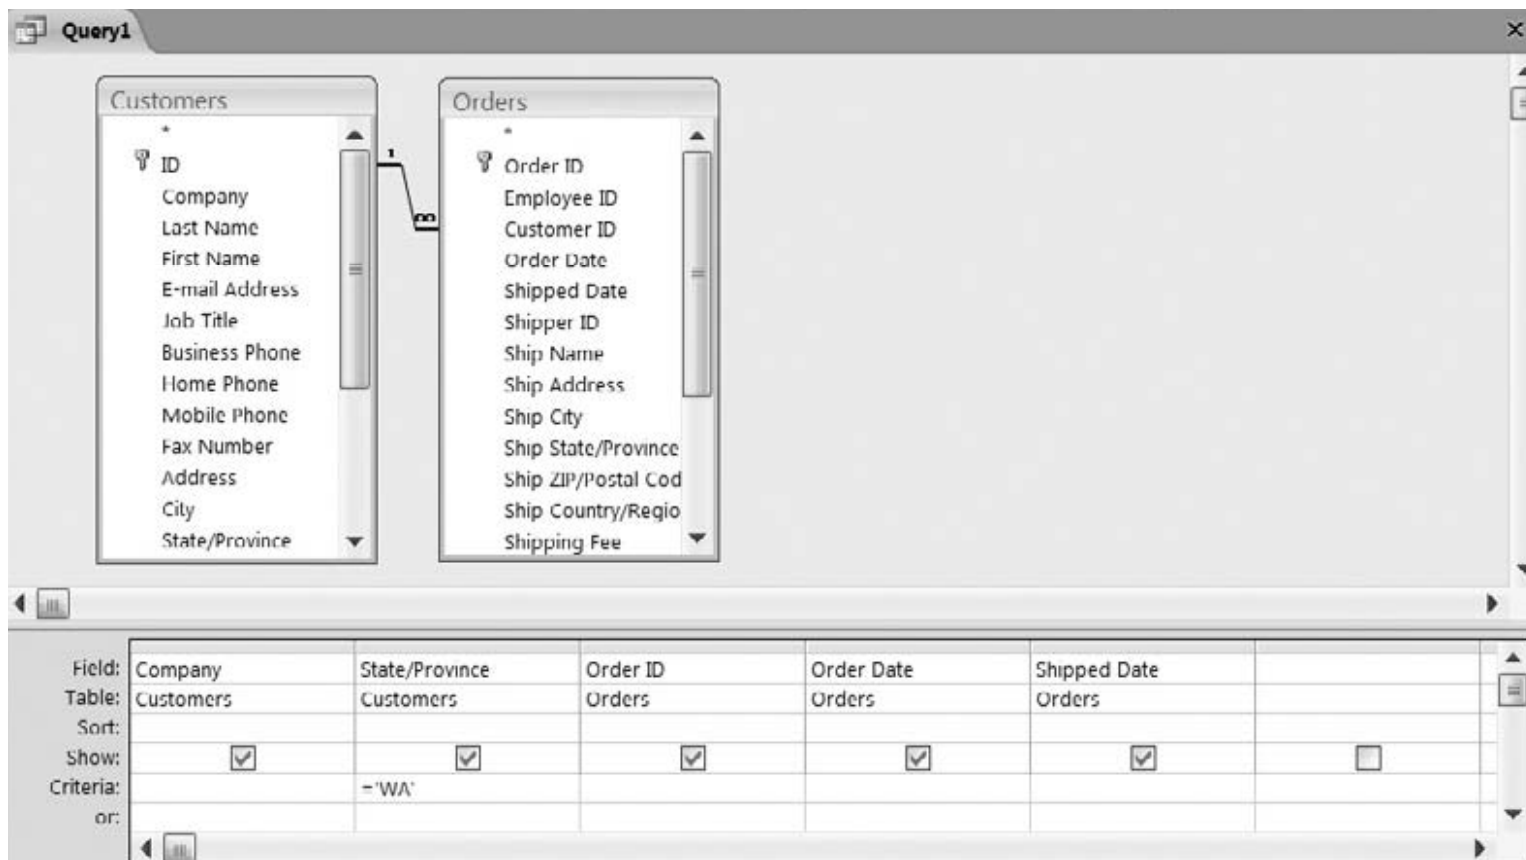 Query1
Customers
*
ID
Company
Last Name
First Name
E-mail Address
Job Title
Business Phone
Home Phone
Mobile Phone
Fax Number
Address
City
State/Province
1
∞
Orders
*
Order ID
Employee ID
Customer ID
Order Date
Shipped Date
Shipper ID
Ship Name
Ship Address
Ship City
Ship State/Province
Ship ZIP/Postal Cod
Ship Country/Regio
Shipping Fee
Field: Company State/Province Order ID Order Date Shipped Date
Table: Customers Customers Orders Orders Orders
Sort:
Show:
Criteria: ='WA'
or: